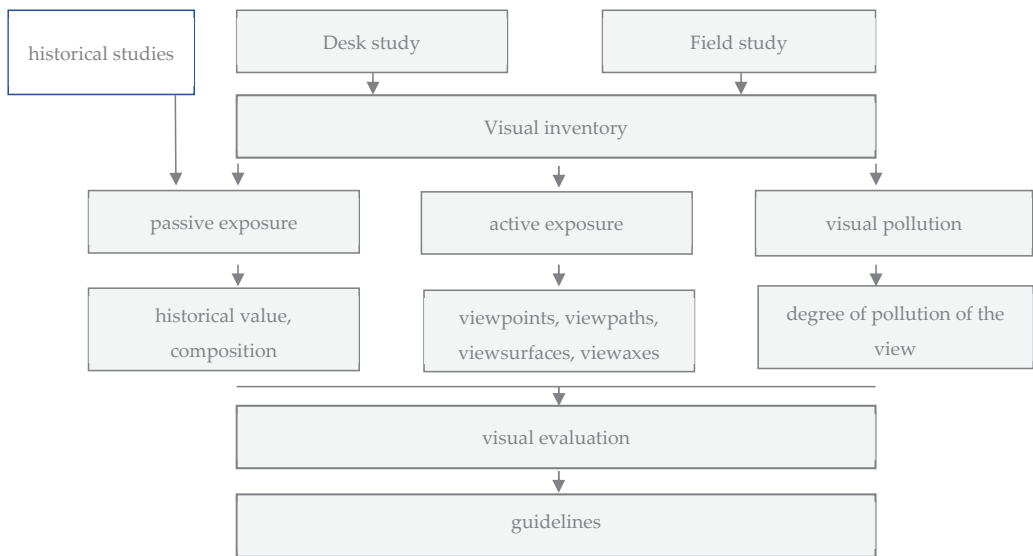 historical studies
Desk study
Field study
Visual inventory
passive exposure
active exposure
visual pollution
historical value,
composition
viewpoints, viewpaths,
viewsurfaces, viewaxes
degree of pollution of the
view
visual evaluation
guidelines